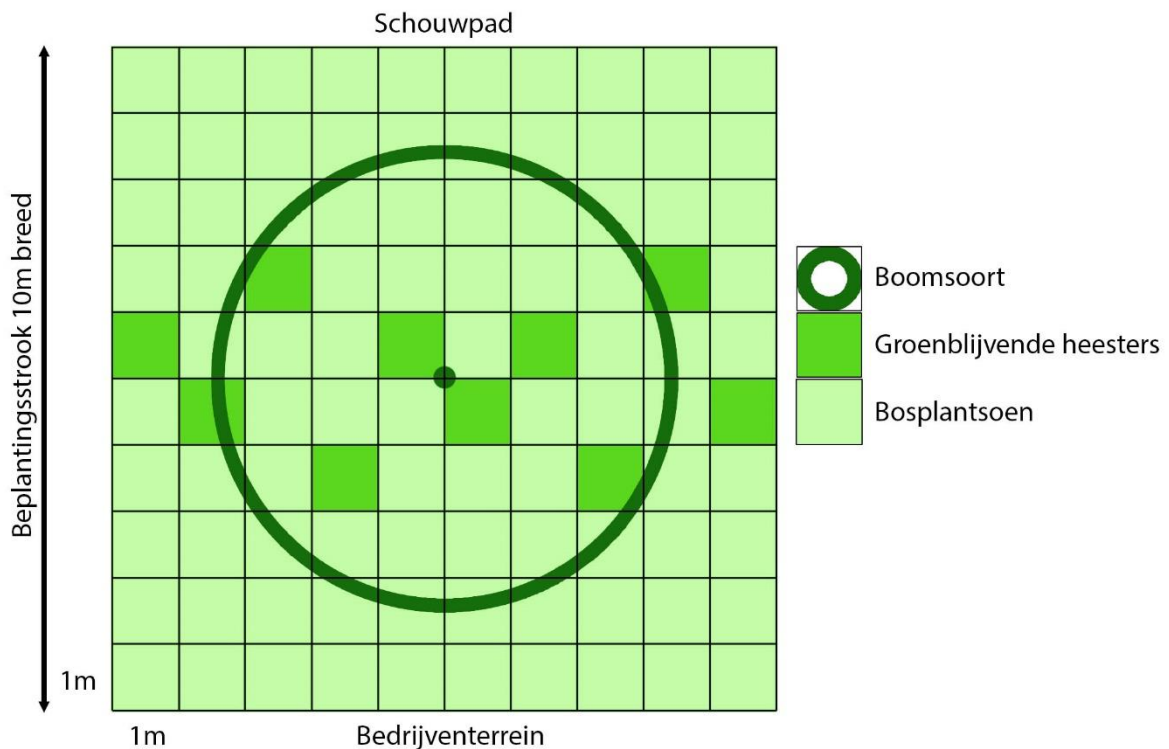 Schouwpad
Beplantingsstrook 10m breed
Boomsoort
Groenblijvende heesters
Bosplantsoen
1m
1m
Bedrijventerrein